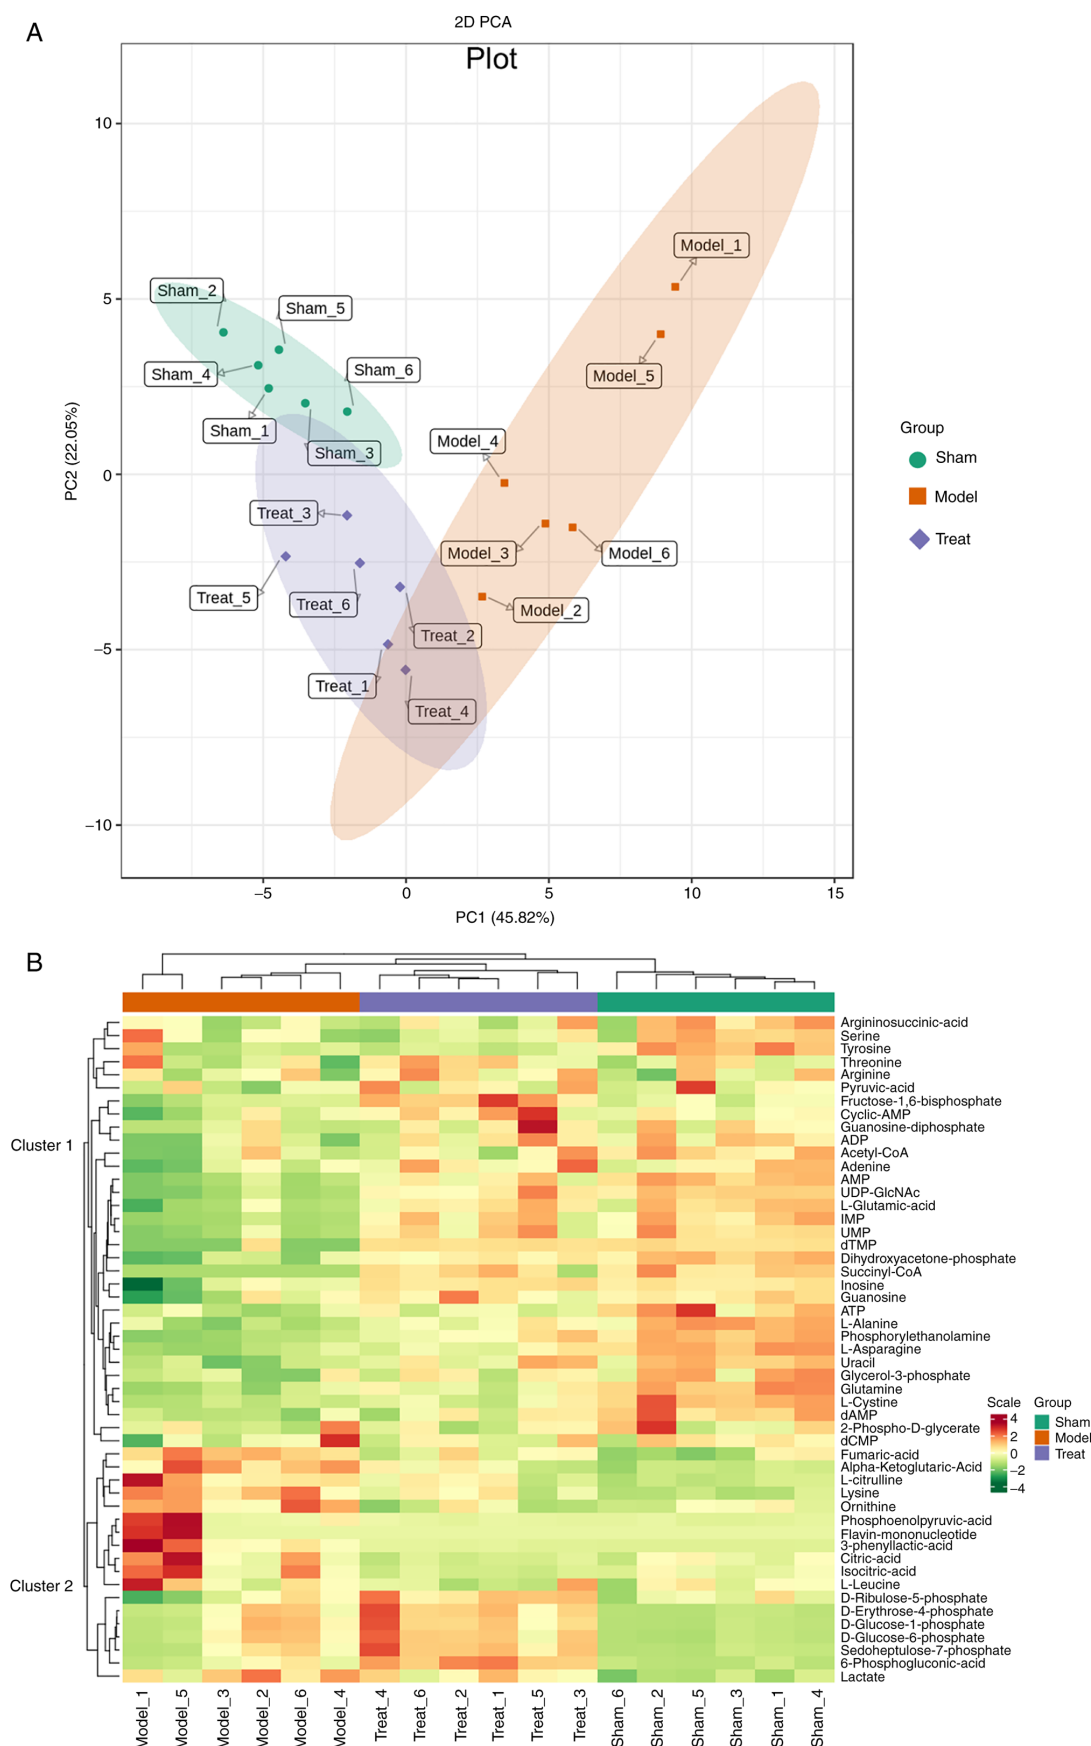 A
2D PCA
Plot
10
5
0
−5
−10
PC2 (22.05%)
Model_1
Sham_2
Sham_5
Sham_4
Sham_6
Model_5
Sham_1
Model_4
Sham_3
Treat_3
Model_3
Model_6
Treat_5
Treat_6
Model_2
Treat_2
Treat_1
Treat_4
−5
0
5
10
15
PC1 (45.82%)
Group
Sham
Model
Treat
B
Cluster 1
Cluster 2
Argininosuccinic-acid
Serine
Tyrosine
Threonine
Arginine
Pyruvic-acid
Fructose-1,6-bisphosphate
Cyclic-AMP
Guanosine-diphosphate
ADP
Acetyl-CoA
Adenine
AMP
UDP-GlcNAc
L-Glutamic-acid
IMP
UMP
dTMP
Dihydroxyacetone-phosphate
Succinyl-CoA
Inosine
Guanosine
ATP
L-Alanine
Phosphorylethanolamine
L-Asparagine
Uracil
Glycerol-3-phosphate
Glutamine
L-Cystine
dAMP
2-Phospho-D-glycerate
dCMP
Fumaric-acid
Alpha-Ketoglutaric-Acid
L-citrulline
Lysine
Ornithine
Phosphoenolpyruvic-acid
Flavin-mononucleotide
3-phenyllactic-acid
Citric-acid
Isocitric-acid
L-Leucine
D-Ribulose-5-phosphate
D-Erythrose-4-phosphate
D-Glucose-1-phosphate
D-Glucose-6-phosphate
Sedoheptulose-7-phosphate
6-Phosphogluconic-acid
Lactate
Scale
4
2
0
−2
−4
Group
Sham
Model
Treat
Model_1
Model_5
Model_3
Model_2
Model_6
Model_4
Treat_4
Treat_6
Treat_2
Treat_1
Treat_5
Treat_3
Sham_6
Sham_2
Sham_5
Sham_3
Sham_1
Sham_4